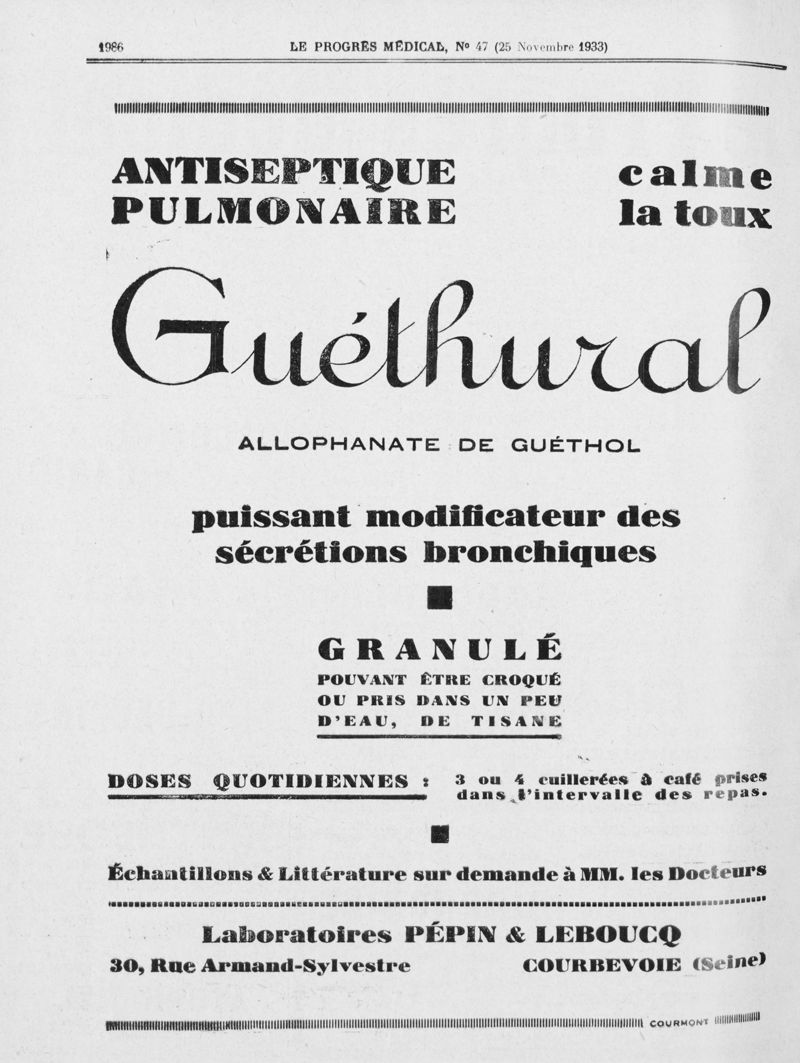 1986 LE PROGRÈS MÉDICAL, Nº 47 (25 Novembre 1933)
ANTISEPTIQUE calme
PULMONAIRE la toux
Guéthural
ALLOPHANATE DE GUÉTHOL
puissant modificateur des
sécrétions bronchiques
GRANULÉ
POUVANT ÊTRE CROQUÉ
OU PRIS DANS UN PEU
D'EAU, DE TISANE
DOSES QUOTIDIENNES : 3 ou 4 cuillerées à café prises
dans l'intervalle des repas.
Échantillons & Littérature sur demande à MM. les Docteurs
Laboratoires PÉPIN & LEBOUCQ
30, Rue Armand-Sylvestre COURBEVOIE (Seine)
COURMONT